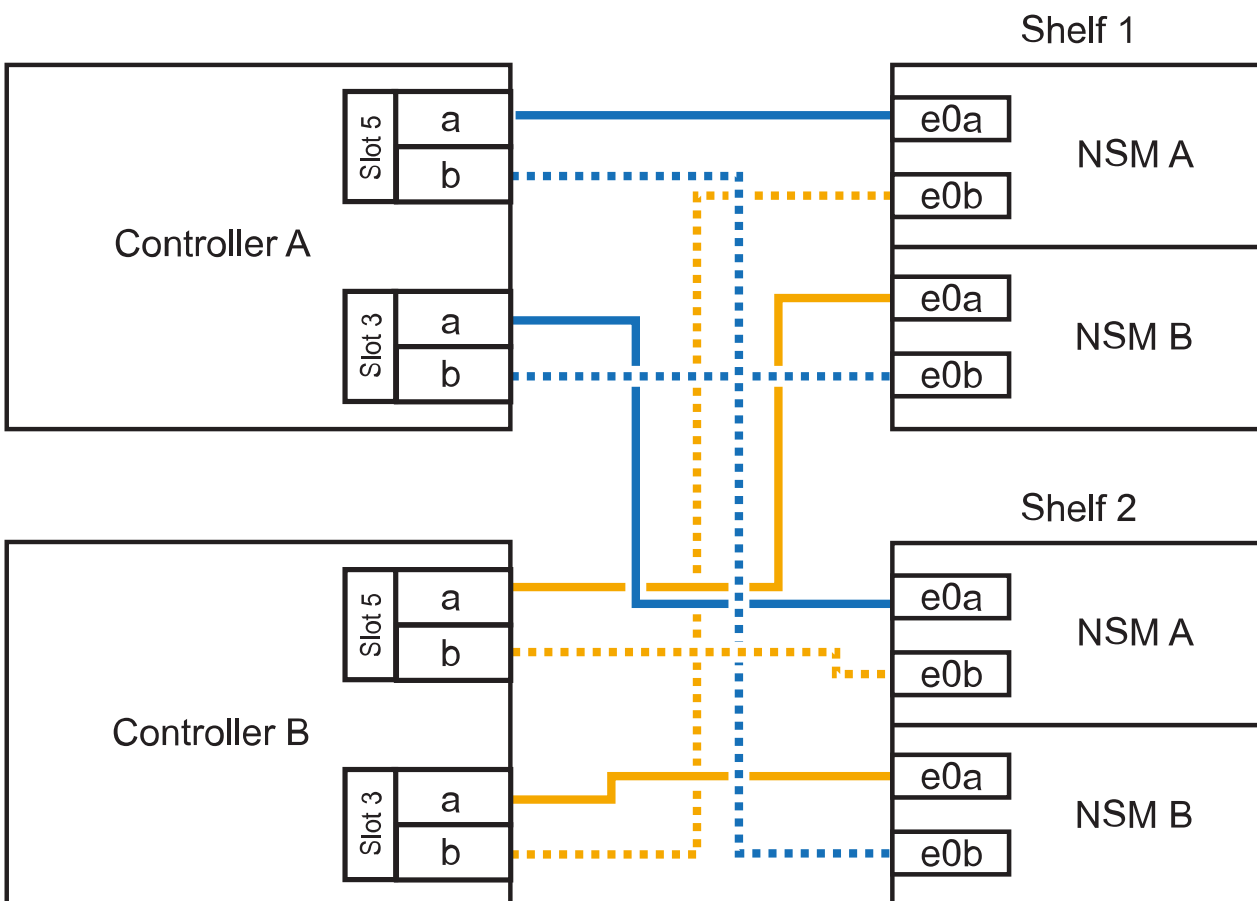 Shelf 1
Controller A
Slot 5
a
b
Slot 3
a
b
e0a
e0b
NSM A
e0a
e0b
NSM B
Shelf 2
Controller B
Slot 5
a
b
Slot 3
a
b
e0a
e0b
NSM A
e0a
e0b
NSM B